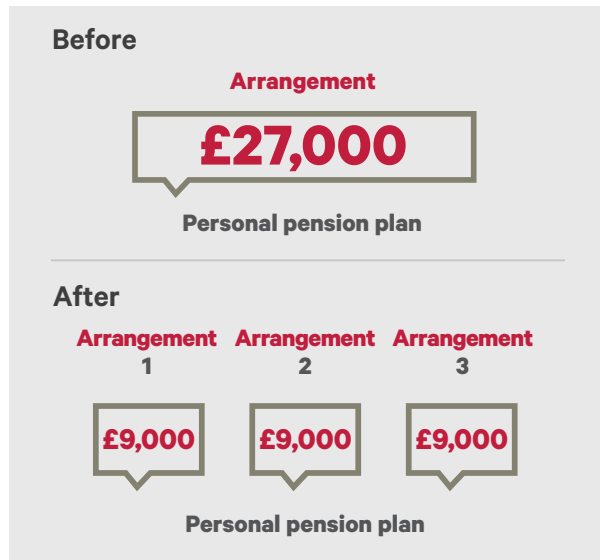 Before
Arrangement
£27,000
Personal pension plan
After
Arrangement Arrangement Arrangement
1 2 3
£9,000 £9,000 £9,000
Personal pension plan